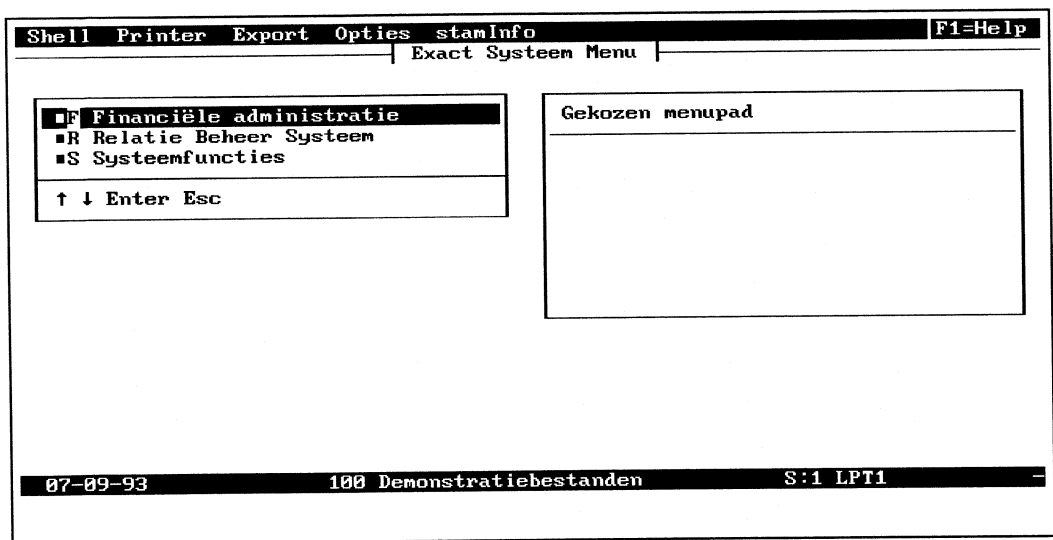 Shell Printer Export Opties stamInfo F1=Help
Exact Systeem Menu
F Financiële administratie
R Relatie Beheer Systeem
S Systeemfuncties
↑ ↓ Enter Esc
Gekozen menupad
07-09-93 100 Demonstratiebestanden S:1 LPT1